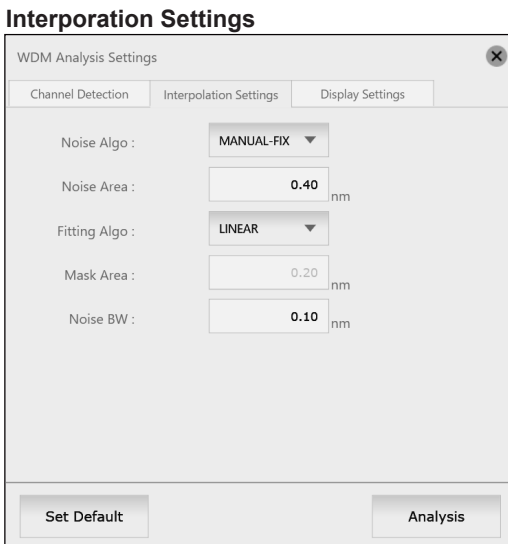 Interporation Settings
WDM Analysis Settings
Channel Detection Interpolation Settings Display Settings
Noise Algo : MANUAL-FIX
Noise Area : 0.40 nm
Fitting Algo : LINEAR
Mask Area : 0.20 nm
Noise BW : 0.10 nm
Set Default Analysis